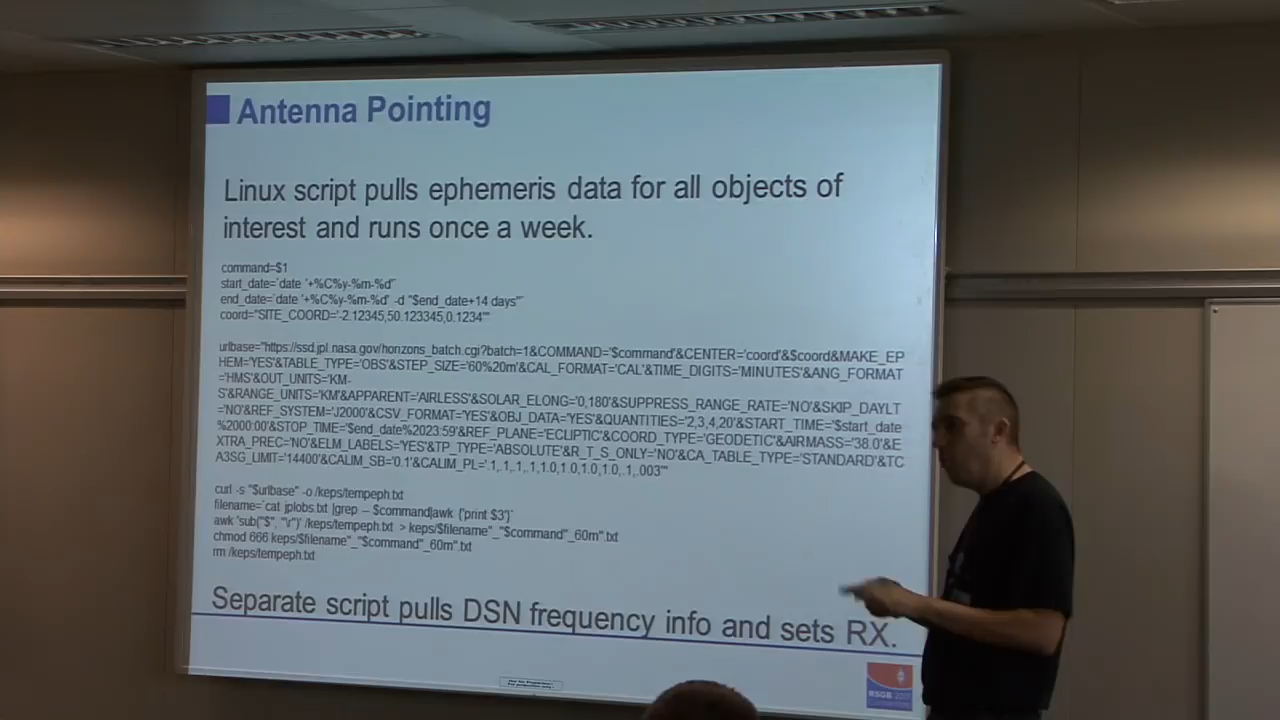 Antenna Pointing
Linux script pulls ephemeris data for all objects of
interest and runs once a week.
command=$1
start_date=`date '+%C%y-%m-%d'`
end_date=`date '+%C%y-%m-%d' -d "$end_date+14 days"`
coord="SITE_COORD='-2.12345,50.123345,0.1234'"
urlbase="https://ssd.jpl.nasa.gov/horizons_batch.cgi?batch=1&COMMAND='$command'&CENTER='coord'&$coord&MAKE_EP
HEM='YES'&TABLE_TYPE='OBS'&STEP_SIZE='60%20m'&CAL_FORMAT='CAL'&TIME_DIGITS='MINUTES'&ANG_FORMAT
='HMS'&OUT_UNITS='KM-
S'&RANGE_UNITS='KM'&APPARENT='AIRLESS'&SOLAR_ELONG='0,180'&SUPPRESS_RANGE_RATE='NO'&SKIP_DAYLT
='NO'&REF_SYSTEM='J2000'&CSV_FORMAT='YES'&OBJ_DATA='YES'&QUANTITIES='2,3,4,20'&START_TIME='$start_date
%2000:00'&STOP_TIME='$end_date%2023:59'&REF_PLANE='ECLIPTIC'&COORD_TYPE='GEODETIC'&AIRMASS='38.0'&E
XTRA_PREC='NO'&ELM_LABELS='YES'&TP_TYPE='ABSOLUTE'&R_T_S_ONLY='NO'&CA_TABLE_TYPE='STANDARD'&TC
A3SG_LIMIT='14400'&CALIM_SB='0.1'&CALIM_PL='.1,.1,.1,.1,1.0,1.0,1.0,1.0,.1,.003'"
curl -s "$urlbase" -o /keps/tempeph.txt
filename=`cat jplobs.txt |grep -- $command|awk {'print $3'}`
awk 'sub("$", "\r")' /keps/tempeph.txt > keps/$filename"_"$command"_60m".txt
chmod 666 keps/$filename"_"$command"_60m".txt
rm /keps/tempeph.txt
Separate script pulls DSN frequency info and sets RX.
RSGB 2017